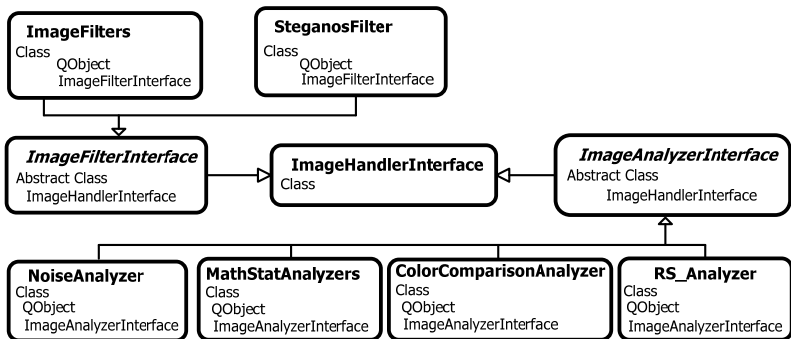 ImageFilters
Class
QObject
ImageFilterInterface
SteganosFilter
Class
QObject
ImageFilterInterface
ImageFilterInterface
Abstract Class
ImageHandlerInterface
ImageHandlerInterface
Class
ImageAnalyzerInterface
Abstract Class
ImageHandlerInterface
NoiseAnalyzer
Class
QObject
ImageAnalyzerInterface
MathStatAnalyzers
Class
QObject
ImageAnalyzerInterface
ColorComparisonAnalyzer
Class
QObject
ImageAnalyzerInterface
RS_Analyzer
Class
QObject
ImageAnalyzerInterface